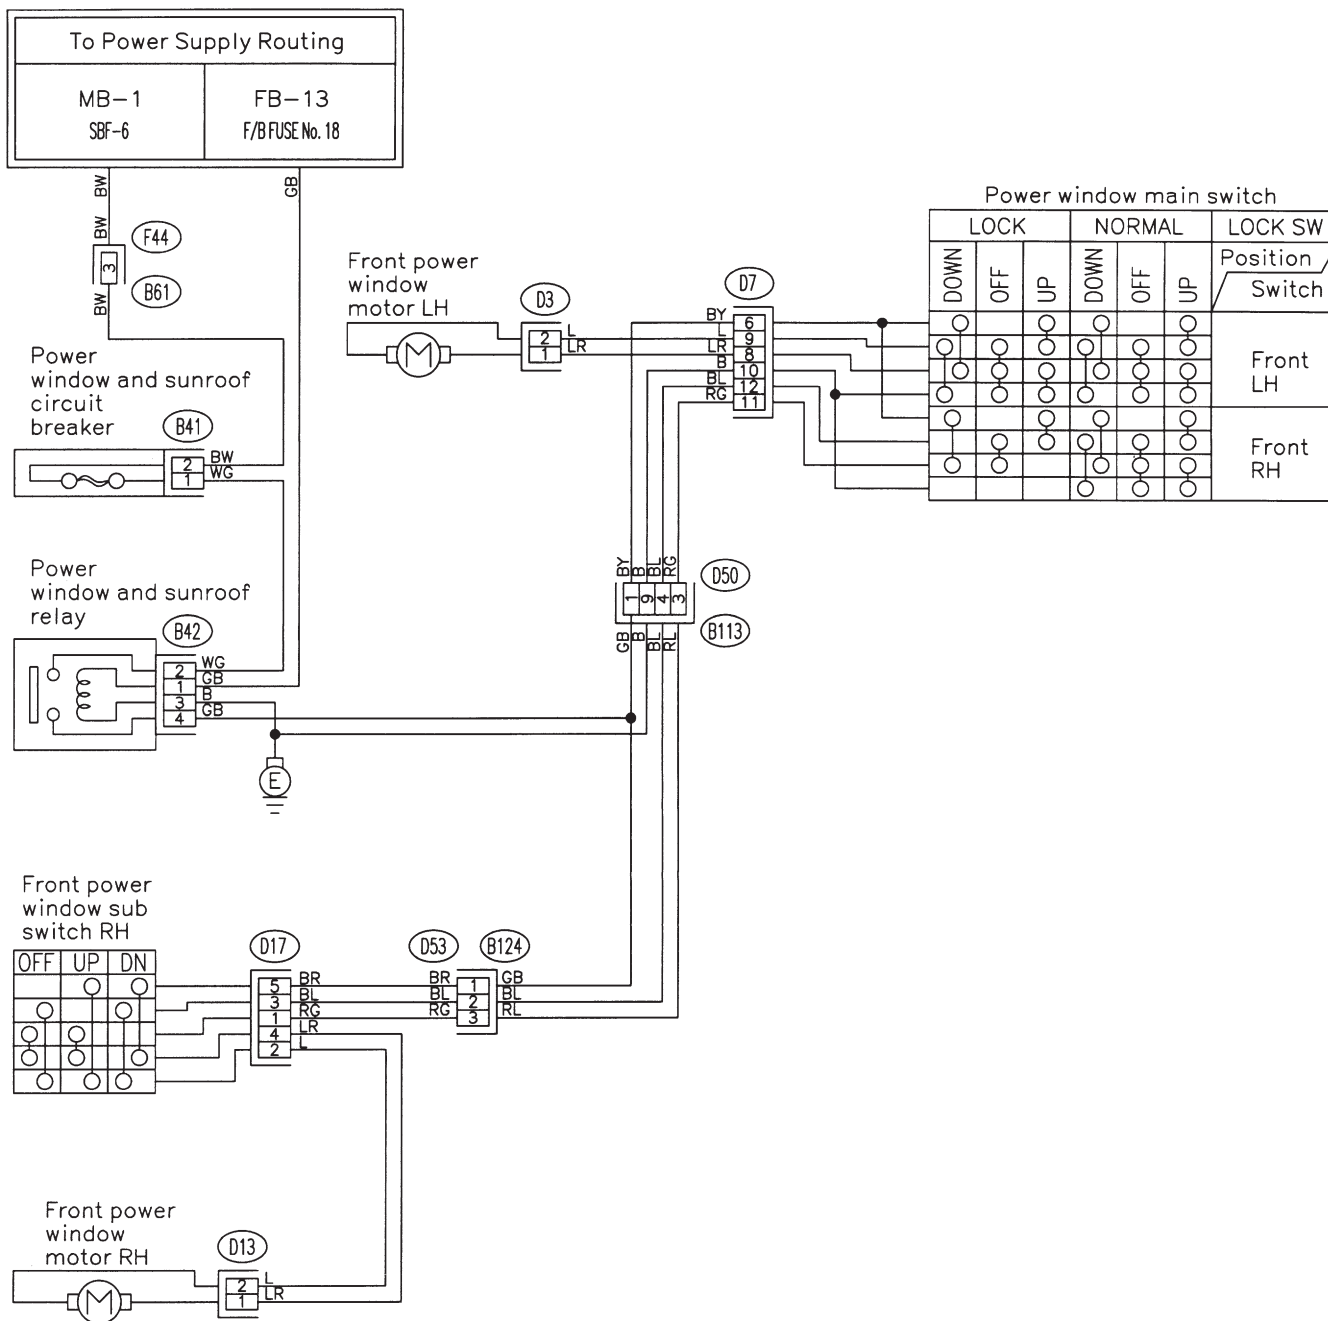 To Power Supply Routing
MB-1
SBF-6
FB-13
F/B FUSE No. 18
BW
GB
BW
F44
3
B61
BW
Power
window and sunroof
circuit
breaker
B41
2 BW
1 WG
Power
window and sunroof
relay
B42
2 WG
1 GB
3 B
4 GB
E
Front power
window
motor LH
M
D3
2 L
1 LR
D7
BY 6
L 9
LR 8
B 10
BL 12
RG 11
Power window main switch
LOCK NORMAL LOCK SW
DOWN OFF UP DOWN OFF UP
Position
Switch
Front
LH
Front
RH
BY B BL RG
D50
1 9 4 3
B113
GB B BL RL
Front power
window sub
switch RH
OFF UP DN
D17
5 BR
3 BL
1 RG
4 LR
2 L
D53 B124
BR 1 GB
BL 2 BL
RG 3 RL
Front power
window
motor RH
M
D13
2 L
1 LR